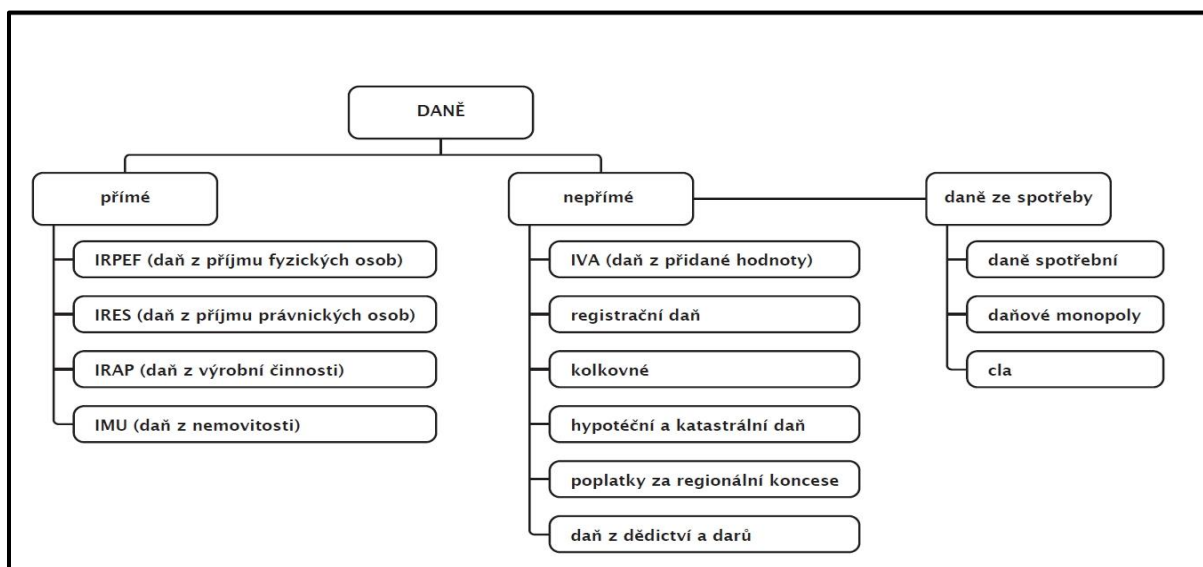 DANĚ
přímé
IRPEF (daň z příjmu fyzických osob)
IRES (daň z příjmu právnických osob)
IRAP (daň z výrobní činnosti)
IMU (daň z nemovitosti)
nepřímé
IVA (daň z přidané hodnoty)
registrační daň
kolkovné
hypotéční a katastrální daň
poplatky za regionální koncese
daň z dědictví a darů
daně ze spotřeby
daně spotřební
daňové monopoly
cla